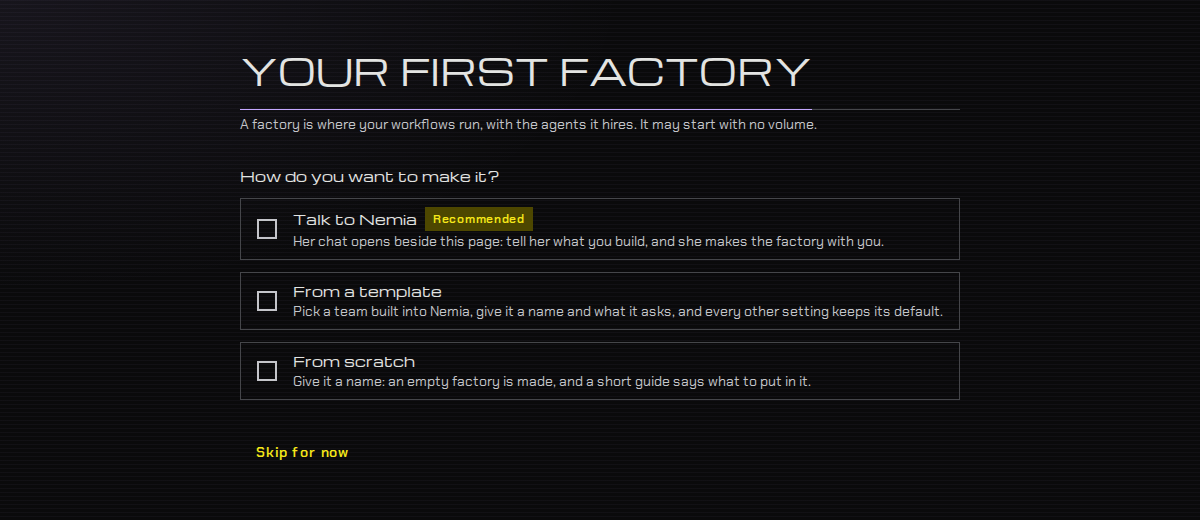 YOUR FIRST FACTORY
A factory is where your workflows run, with the agents it hires. It may start with no volume.
How do you want to make it?
Talk to Nemia Recommended
Her chat opens beside this page: tell her what you build, and she makes the factory with you.
From a template
Pick a team built into Nemia, give it a name and what it asks, and every other setting keeps its default.
From scratch
Give it a name: an empty factory is made, and a short guide says what to put in it.
Skip for now